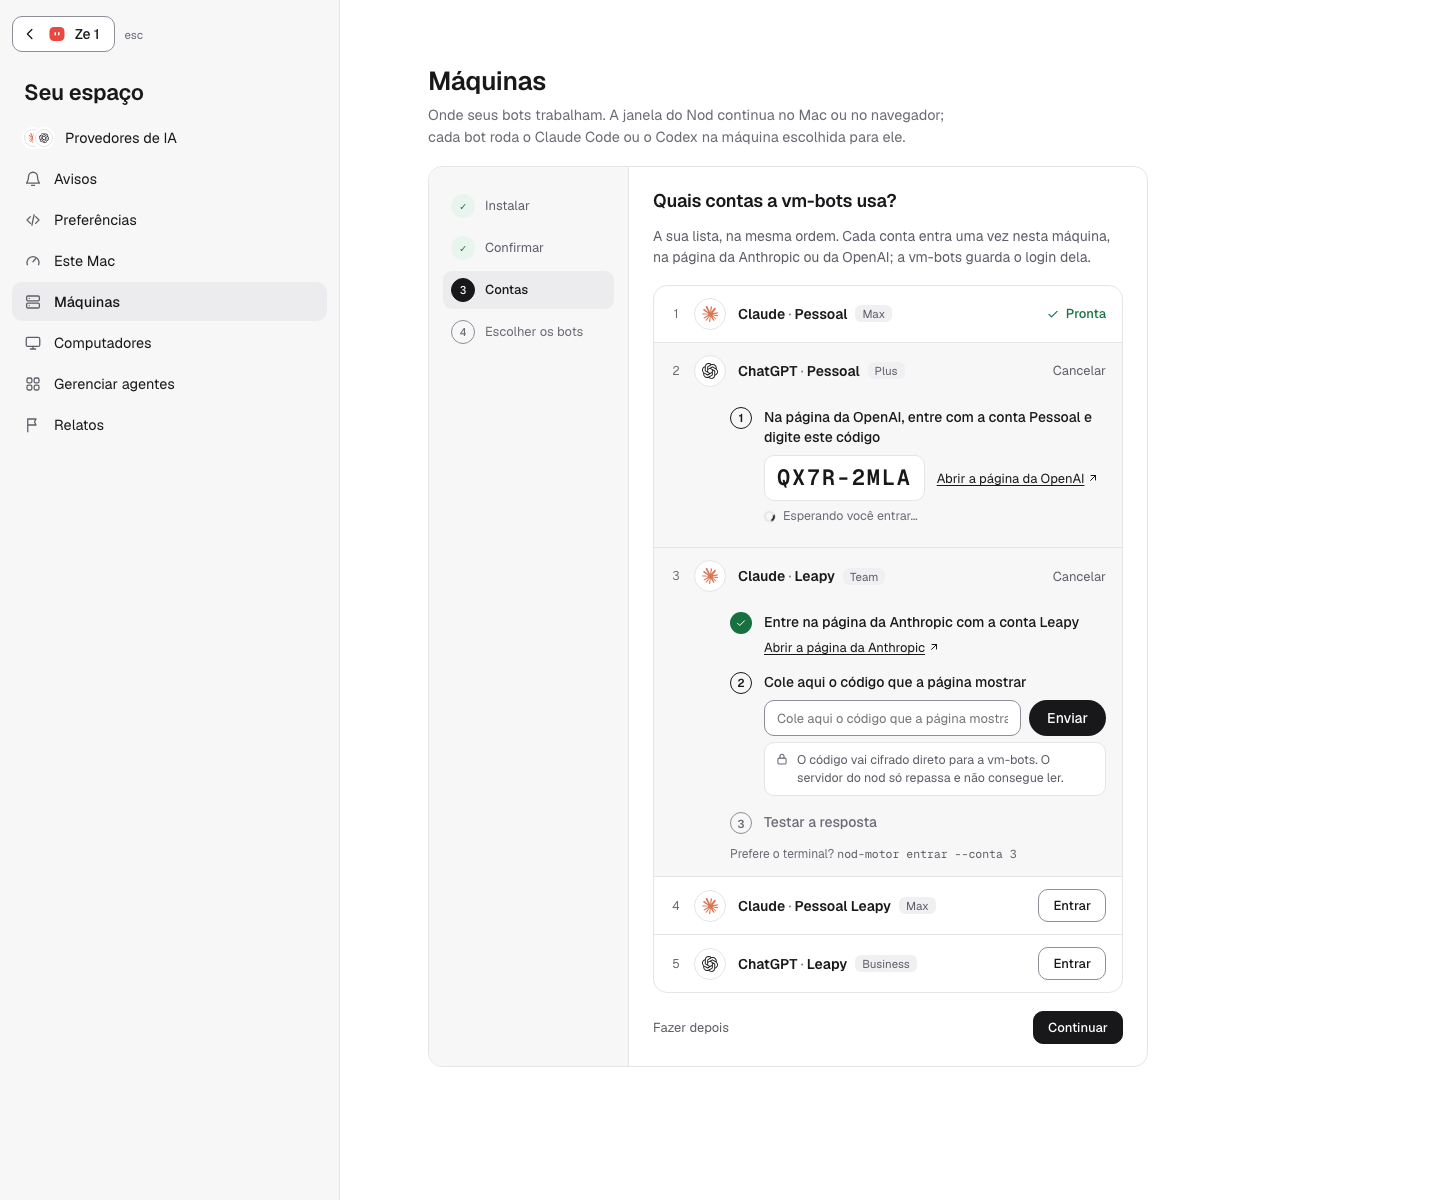 Ze 1
esc
Seu espaço
Provedores de IA
Avisos
Preferências
Este Mac
Máquinas
Computadores
Gerenciar agentes
Relatos
Máquinas
Onde seus bots trabalham. A janela do Nod continua no Mac ou no navegador;
cada bot roda o Claude Code ou o Codex na máquina escolhida para ele.
✓ Instalar
✓ Confirmar
3 Contas
4 Escolher os bots
Quais contas a vm-bots usa?
A sua lista, na mesma ordem. Cada conta entra uma vez nesta máquina,
na página da Anthropic ou da OpenAI; a vm-bots guarda o login dela.
1 Claude · Pessoal Max ✓ Pronta
2 ChatGPT · Pessoal Plus Cancelar
1 Na página da OpenAI, entre com a conta Pessoal e
digite este código
QX7R-2MLA Abrir a página da OpenAI ↗
Esperando você entrar…
3 Claude · Leapy Team Cancelar
✓ Entre na página da Anthropic com a conta Leapy
Abrir a página da Anthropic ↗
2 Cole aqui o código que a página mostrar
Cole aqui o código que a página mostra Enviar
O código vai cifrado direto para a vm-bots. O
servidor do nod só repassa e não consegue ler.
3 Testar a resposta
Prefere o terminal? nod-motor entrar --conta 3
4 Claude · Pessoal Leapy Max Entrar
5 ChatGPT · Leapy Business Entrar
Fazer depois Continuar